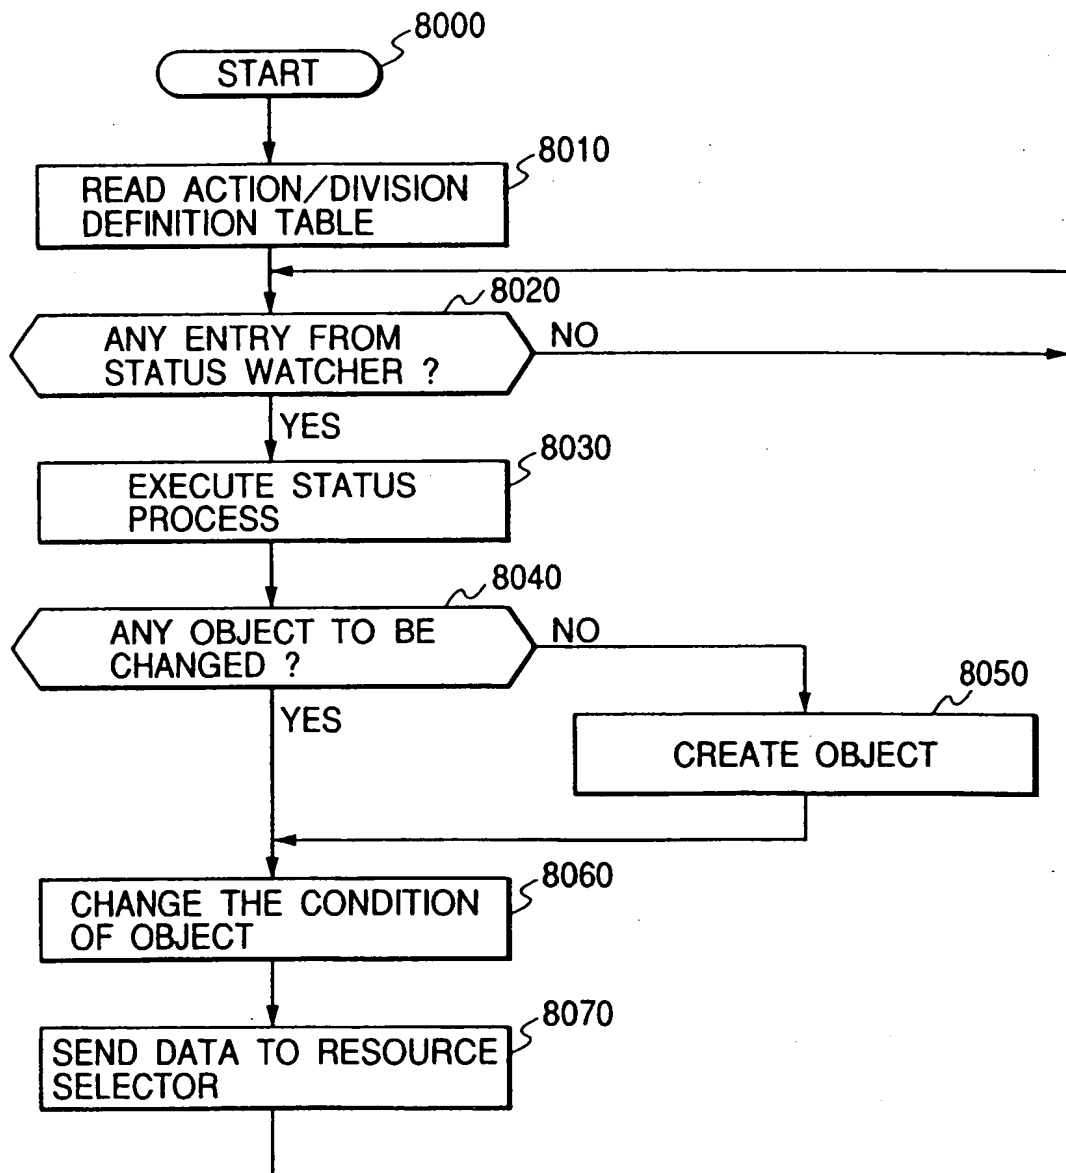 8000
START
8010
READ ACTION/DIVISION
DEFINITION TABLE
8020
ANY ENTRY FROM
STATUS WATCHER ?
NO
YES
8030
EXECUTE STATUS
PROCESS
8040
ANY OBJECT TO BE
CHANGED ?
NO
YES
8050
CREATE OBJECT
8060
CHANGE THE CONDITION
OF OBJECT
8070
SEND DATA TO RESOURCE
SELECTOR